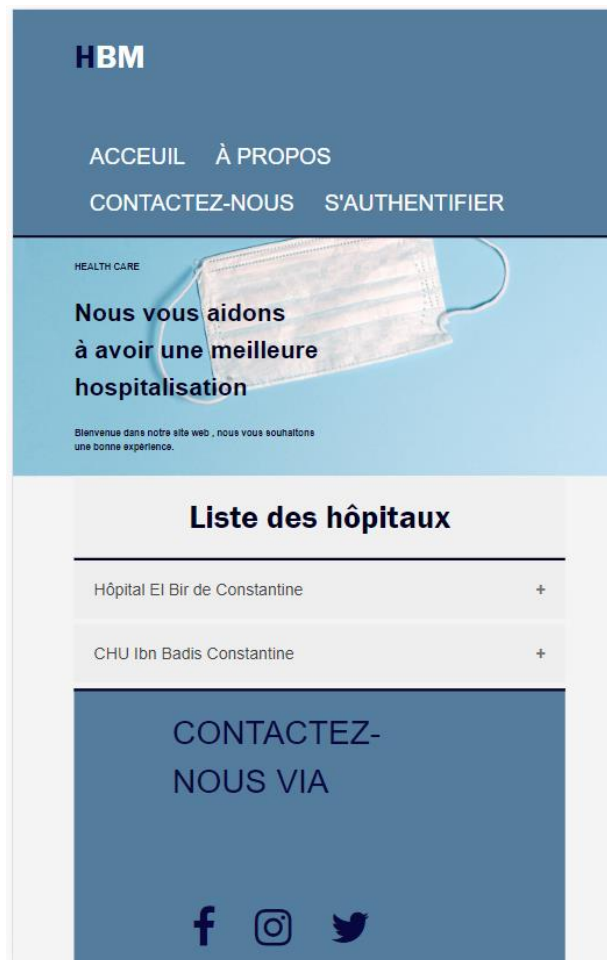 HBM
ACCEUIL À PROPOS
CONTACTEZ-NOUS S'AUTHENTIFIER
HEALTH CARE
Nous vous aidons
à avoir une meilleure
hospitalisation
Bienvenue dans notre site web , nous vous souhaitons
une bonne expérience.
Liste des hôpitaux
Hôpital El Bir de Constantine +
CHU Ibn Badis Constantine +
CONTACTEZ-
NOUS VIA